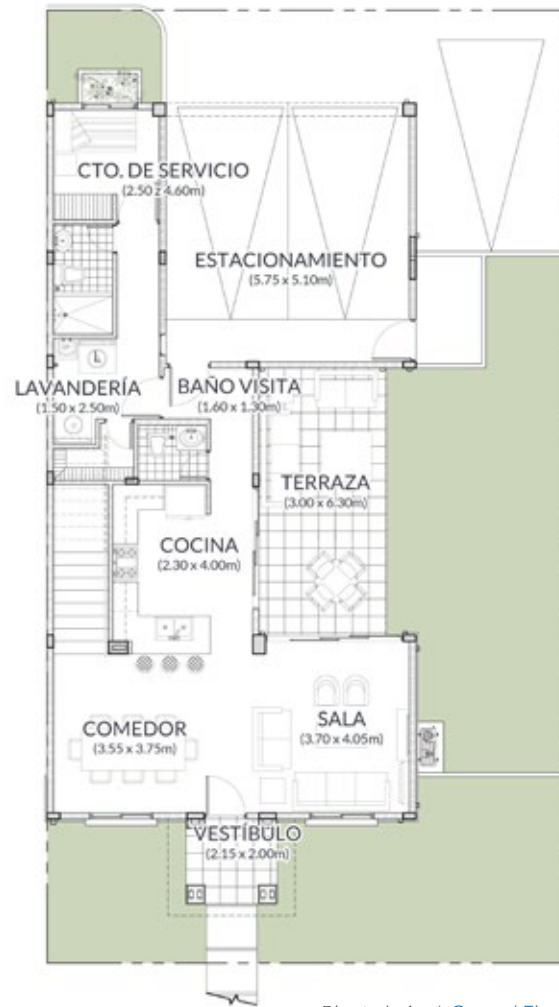 CTO. DE SERVICIO
(2.50 x 4.60m)
ESTACIONAMIENTO
(5.75 x 5.10m)
LAVANDERÍA
(1.50 x 2.50m)
BAÑO VISITA
(1.60 x 1.30m)
TERRAZA
(3.00 x 6.30m)
COCINA
(2.30 x 4.00m)
COMEDOR
(3.55 x 3.75m)
SALA
(3.70 x 4.05m)
VESTÍBULO
(2.15 x 2.00m)